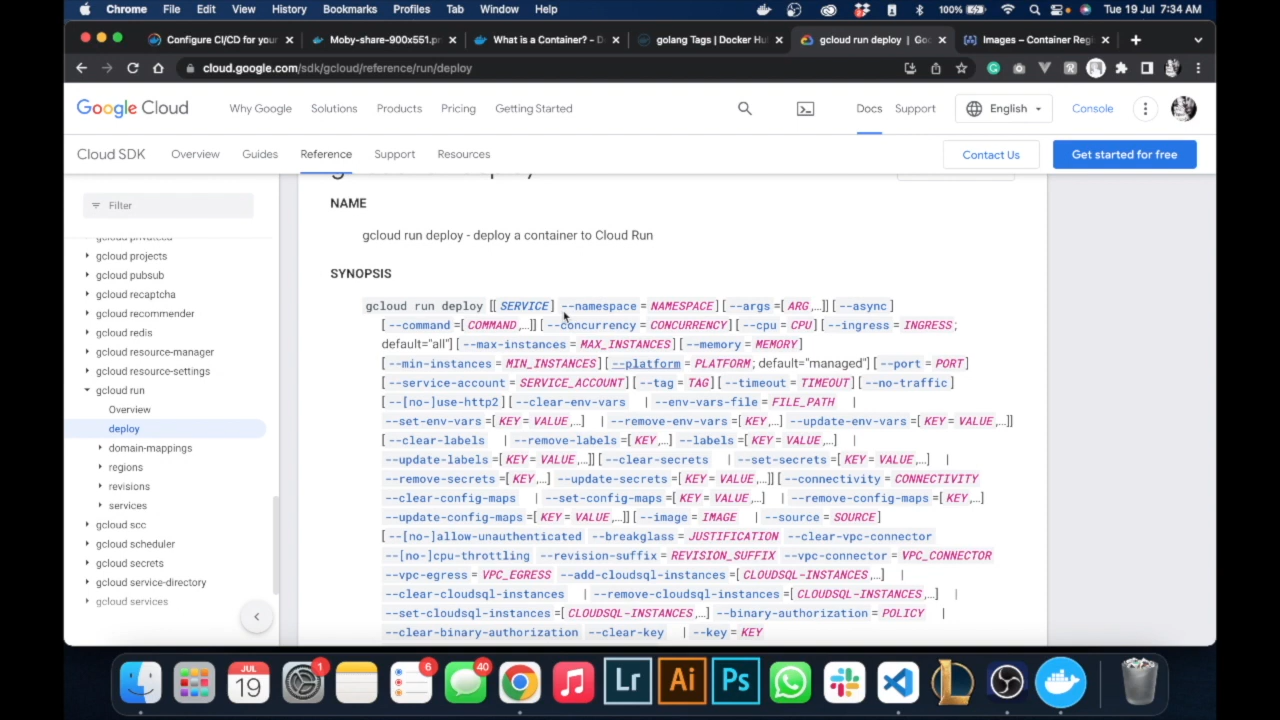 Chrome File Edit View History Bookmarks Profiles Tab Window Help 100% Tue 19 Jul 7:34 AM
Configure CI/CD for your Moby-share-900x551.pr What is a Container? - D golang Tags | Docker Hu gcloud run deploy | Go Images – Container Regi
cloud.google.com/sdk/gcloud/reference/run/deploy
Google Cloud Why Google Solutions Products Pricing Getting Started Docs Support English Console
Cloud SDK Overview Guides Reference Support Resources Contact Us Get started for free
Filter
gcloud projects
gcloud pubsub
gcloud recaptcha
gcloud recommender
gcloud redis
gcloud resource-manager
gcloud resource-settings
gcloud run
Overview
deploy
domain-mappings
regions
revisions
services
gcloud scc
gcloud scheduler
gcloud secrets
gcloud service-directory
gcloud services
NAME
gcloud run deploy - deploy a container to Cloud Run
SYNOPSIS
gcloud run deploy [[SERVICE] --namespace=NAMESPACE] [--args=[ARG,…]] [--async]
[--command=[COMMAND,…]] [--concurrency=CONCURRENCY] [--cpu=CPU] [--ingress=INGRESS;
default="all"] [--max-instances=MAX_INSTANCES] [--memory=MEMORY]
[--min-instances=MIN_INSTANCES] [--platform=PLATFORM; default="managed"] [--port=PORT]
[--service-account=SERVICE_ACCOUNT] [--tag=TAG] [--timeout=TIMEOUT] [--no-traffic]
[--[no-]use-http2] [--clear-env-vars | --env-vars-file=FILE_PATH |
--set-env-vars=[KEY=VALUE,…] | --remove-env-vars=[KEY,…] --update-env-vars=[KEY=VALUE,…]]
[--clear-labels | --remove-labels=[KEY,…] --labels=[KEY=VALUE,…] |
--update-labels=[KEY=VALUE,…]] [--clear-secrets | --set-secrets=[KEY=VALUE,…] |
--remove-secrets=[KEY,…] --update-secrets=[KEY=VALUE,…]] [--connectivity=CONNECTIVITY
--clear-config-maps | --set-config-maps=[KEY=VALUE,…] | --remove-config-maps=[KEY,…]
--update-config-maps=[KEY=VALUE,…]] [--image=IMAGE | --source=SOURCE]
[--[no-]allow-unauthenticated --breakglass=JUSTIFICATION --clear-vpc-connector
--[no-]cpu-throttling --revision-suffix=REVISION_SUFFIX --vpc-connector=VPC_CONNECTOR
--vpc-egress=VPC_EGRESS --add-cloudsql-instances=[CLOUDSQL-INSTANCES,…] |
--clear-cloudsql-instances | --remove-cloudsql-instances=[CLOUDSQL-INSTANCES,…] |
--set-cloudsql-instances=[CLOUDSQL-INSTANCES,…] --binary-authorization=POLICY |
--clear-binary-authorization --clear-key | --key=KEY
JUL 19 1 6 40 Lr Ai Ps